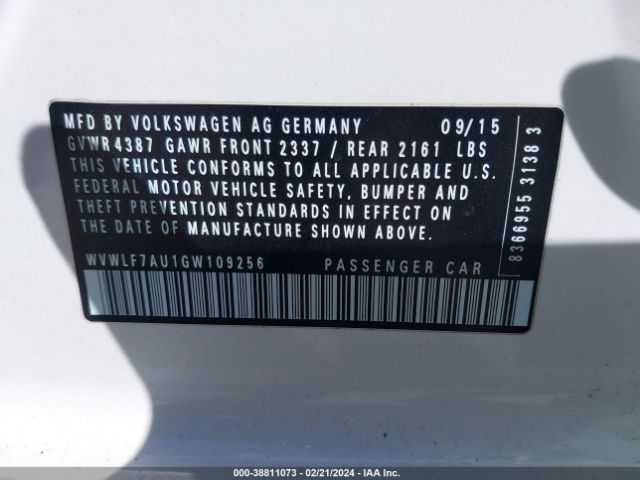 MFD BY VOLKSWAGEN AG GERMANY 09/15
GVWR 4387 GAWR FRONT 2337 / REAR 2161 LBS
THIS VEHICLE CONFORMS TO ALL APPLICABLE U.S.
FEDERAL MOTOR VEHICLE SAFETY, BUMPER AND
THEFT PREVENTION STANDARDS IN EFFECT ON
THE DATE OF MANUFACTURE SHOWN ABOVE.
WVWLF7AU1GW109256 PASSENGER CAR
8366955 3138 3
000-38811073 - 02/21/2024 - IAA Inc.